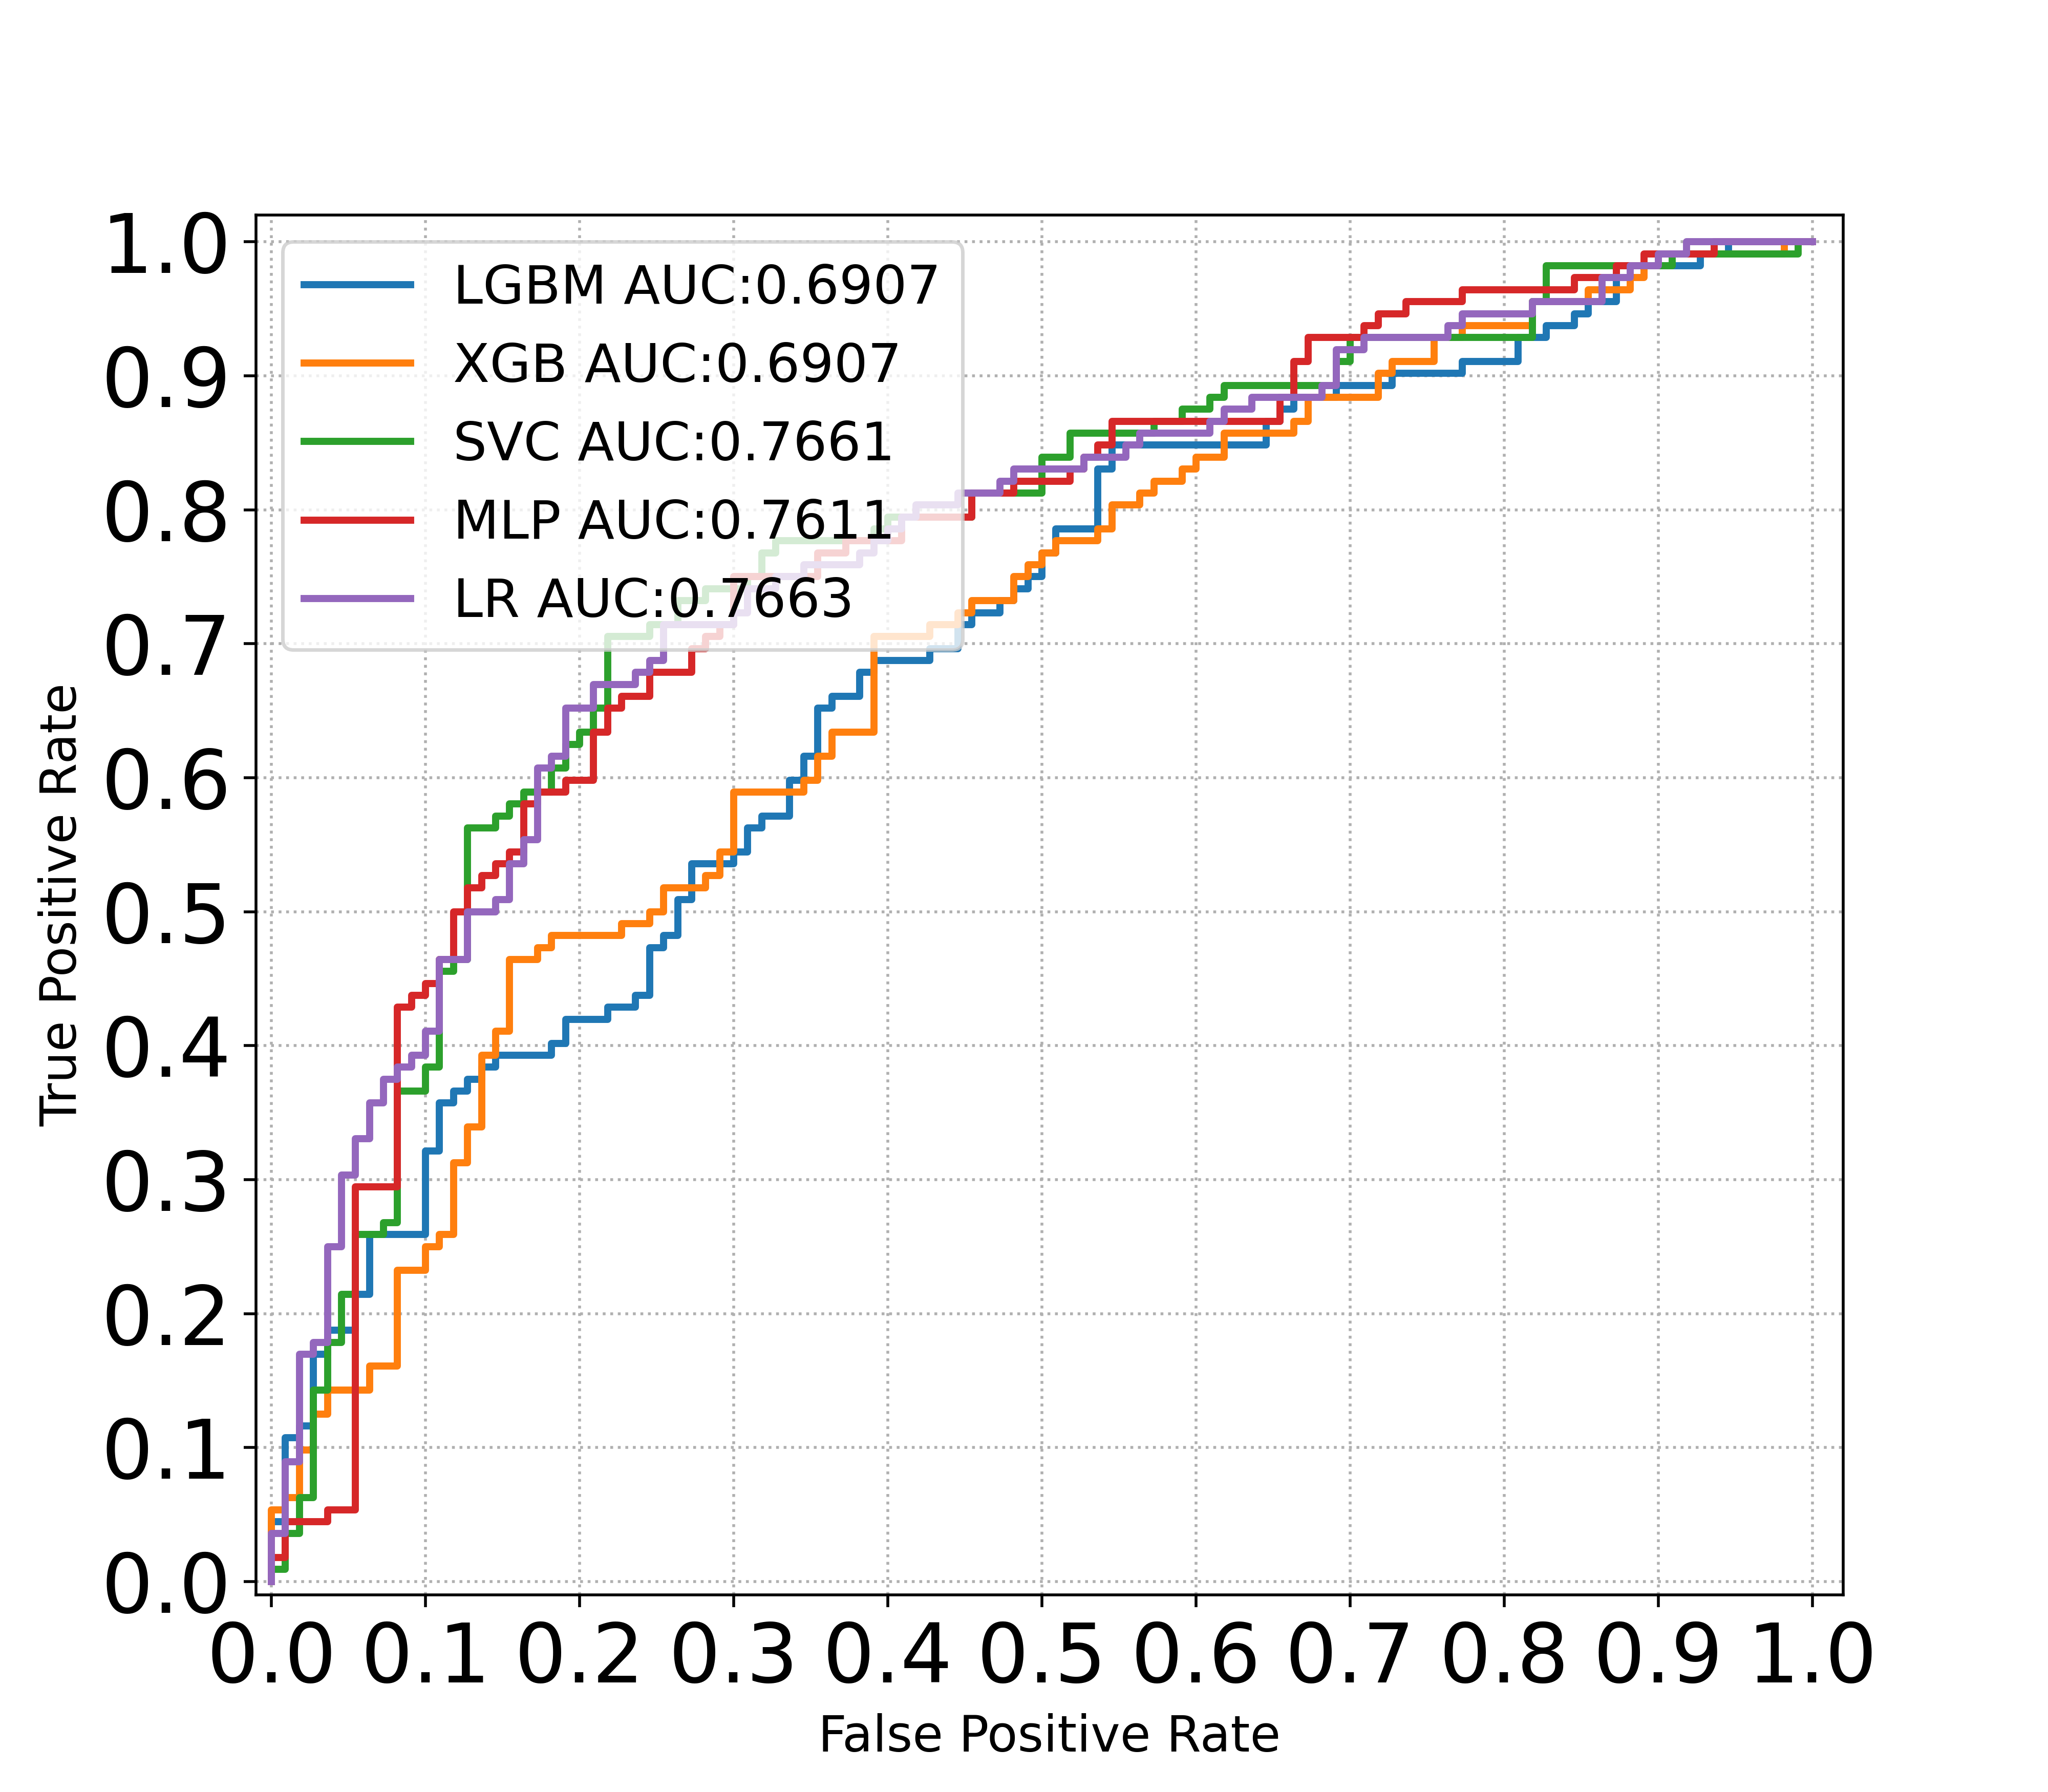 LGBM AUC:0.6907
XGB AUC:0.6907
SVC AUC:0.7661
MLP AUC:0.7611
LR AUC:0.7663
1.0
0.9
0.8
0.7
0.6
0.5
0.4
0.3
0.2
0.1
0.0
True Positive Rate
0.0 0.1 0.2 0.3 0.4 0.5 0.6 0.7 0.8 0.9 1.0
False Positive Rate